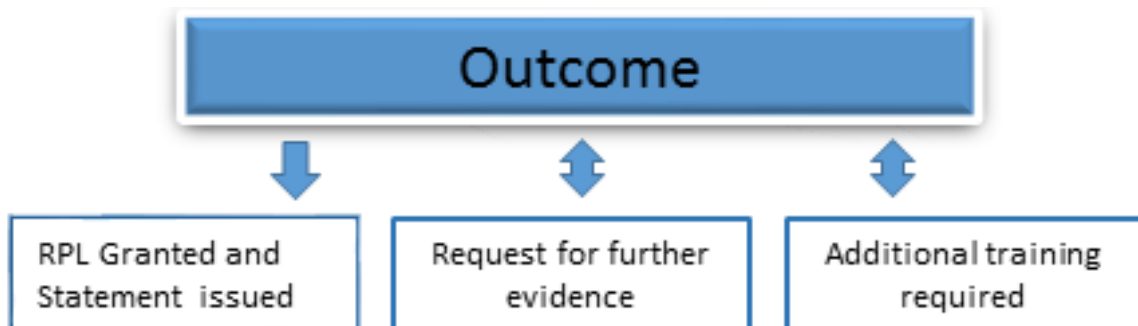 Outcome
RPL Granted and
Statement issued
Request for further
evidence
Additional training
required